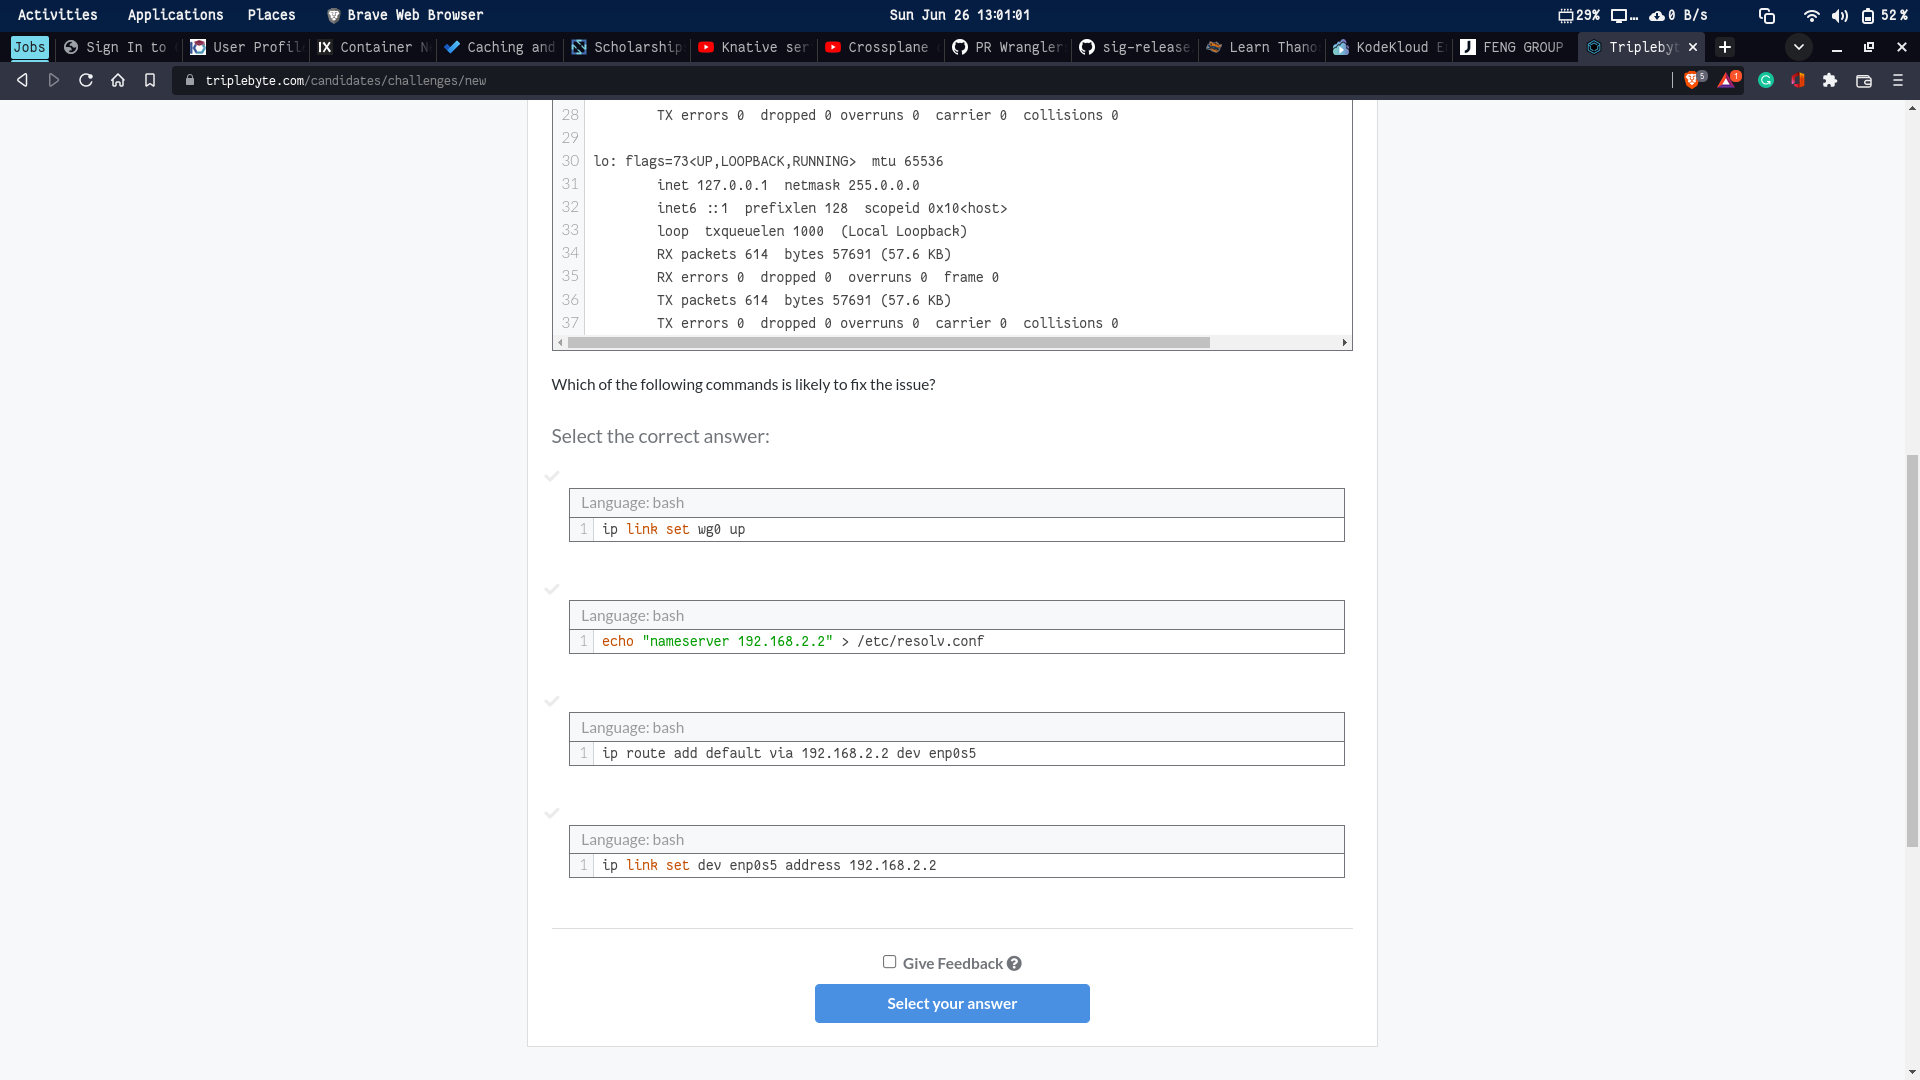 Activities Applications Places Brave Web Browser Sun Jun 26 13:01:01 29% … 0 B/s 52%
Jobs Sign In to User Profil IX Container N Caching and Scholarship Knative ser Crossplane PR Wrangler sig-release Learn Thano KodeKloud E J FENG GROUP Triplebyt
triplebyte.com/candidates/challenges/new 5 1
28 TX errors 0 dropped 0 overruns 0 carrier 0 collisions 0
29
30 lo: flags=73<UP,LOOPBACK,RUNNING> mtu 65536
31 inet 127.0.0.1 netmask 255.0.0.0
32 inet6 ::1 prefixlen 128 scopeid 0x10<host>
33 loop txqueuelen 1000 (Local Loopback)
34 RX packets 614 bytes 57691 (57.6 KB)
35 RX errors 0 dropped 0 overruns 0 frame 0
36 TX packets 614 bytes 57691 (57.6 KB)
37 TX errors 0 dropped 0 overruns 0 carrier 0 collisions 0
Which of the following commands is likely to fix the issue?
Select the correct answer:
Language: bash
1 ip link set wg0 up
Language: bash
1 echo "nameserver 192.168.2.2" > /etc/resolv.conf
Language: bash
1 ip route add default via 192.168.2.2 dev enp0s5
Language: bash
1 ip link set dev enp0s5 address 192.168.2.2
Give Feedback ?
Select your answer